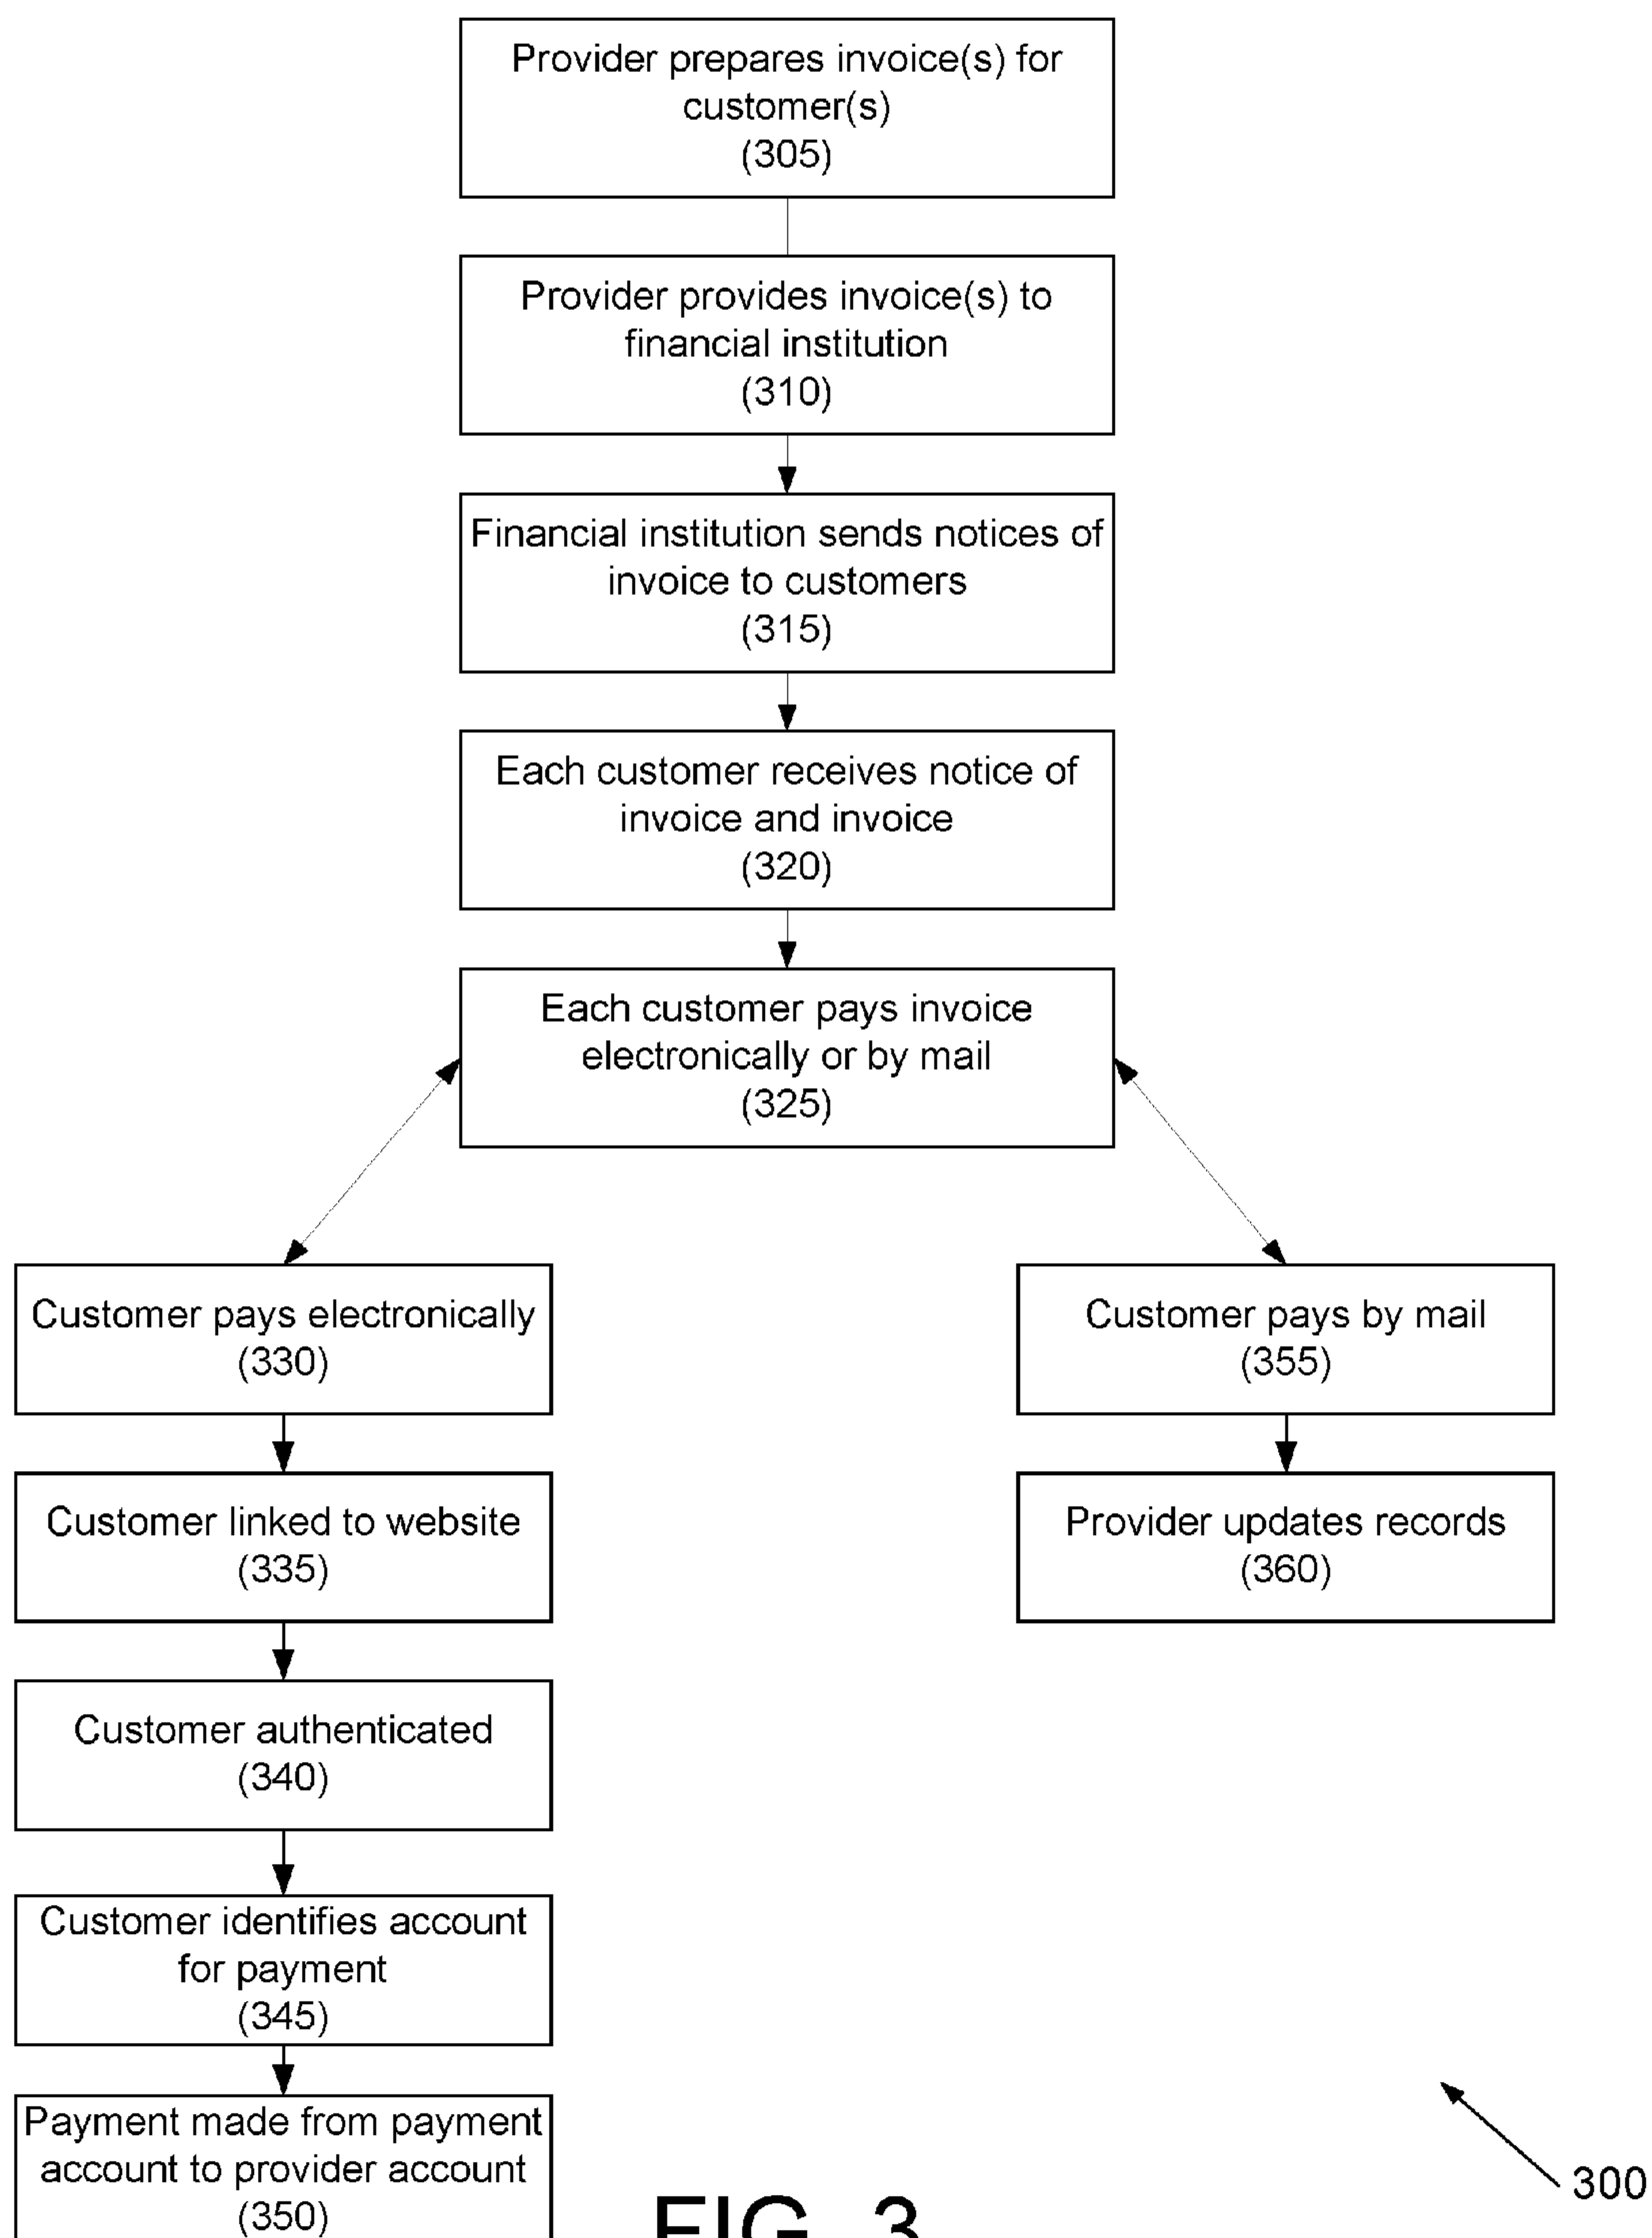 Provider prepares invoice(s) for
customer(s)
(305)
Provider provides invoice(s) to
financial institution
(310)
Financial institution sends notices of
invoice to customers
(315)
Each customer receives notice of
invoice and invoice
(320)
Each customer pays invoice
electronically or by mail
(325)
Customer pays electronically
(330)
Customer linked to website
(335)
Customer authenticated
(340)
Customer identifies account
for payment
(345)
Payment made from payment
account to provider account
(350)
Customer pays by mail
(355)
Provider updates records
(360)
300
FIG. 3